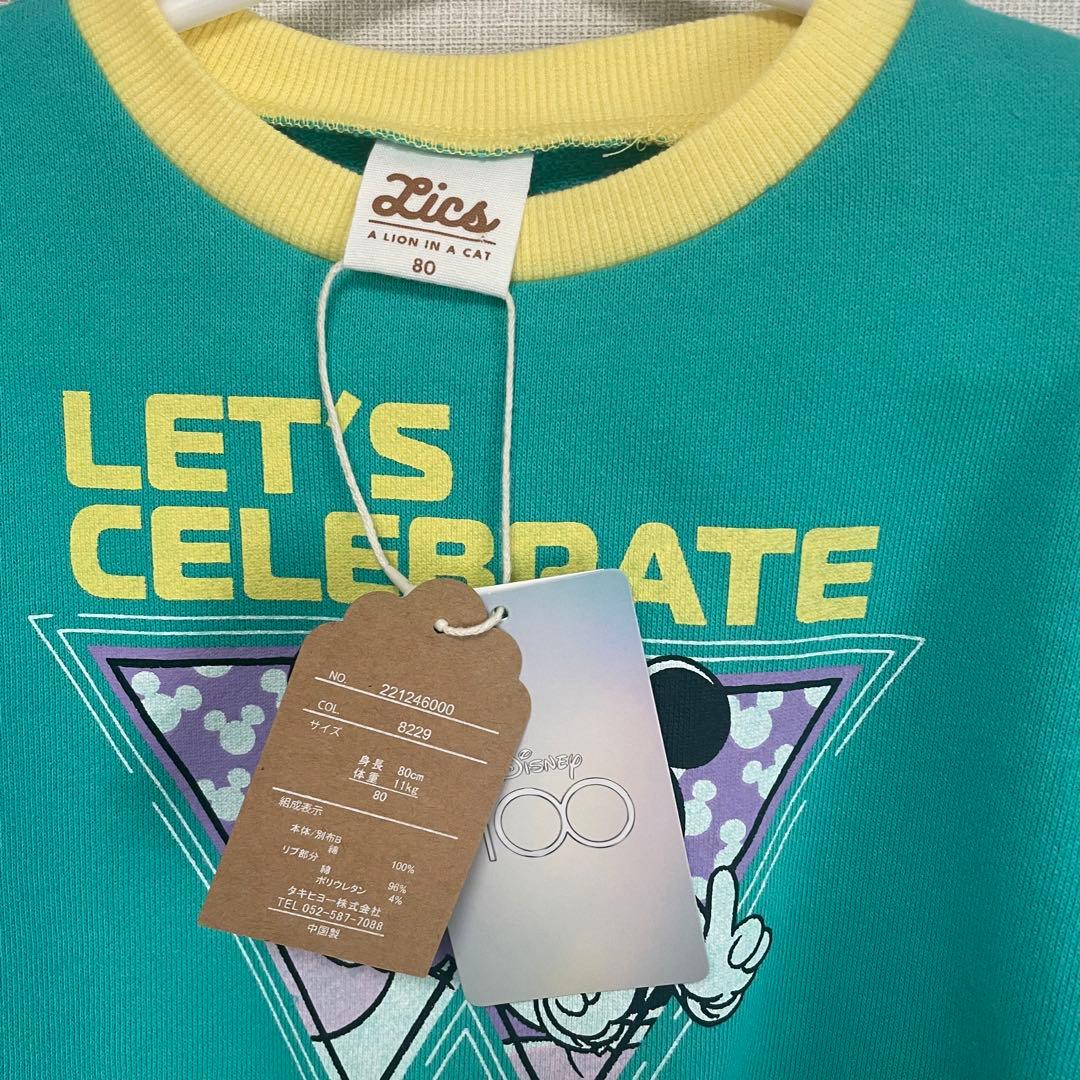 Lics
A LION IN A CAT
80
LET'S
CELEBRATE
NO. 221246000
COL. 8229
サイズ
身長 80cm
体重 11kg
80
組成表示
本体/別布B
綿 100%
リブ部分
綿 96%
ポリウレタン 4%
タキヒヨー株式会社
TEL 052-587-7088
中国製
Disney
100